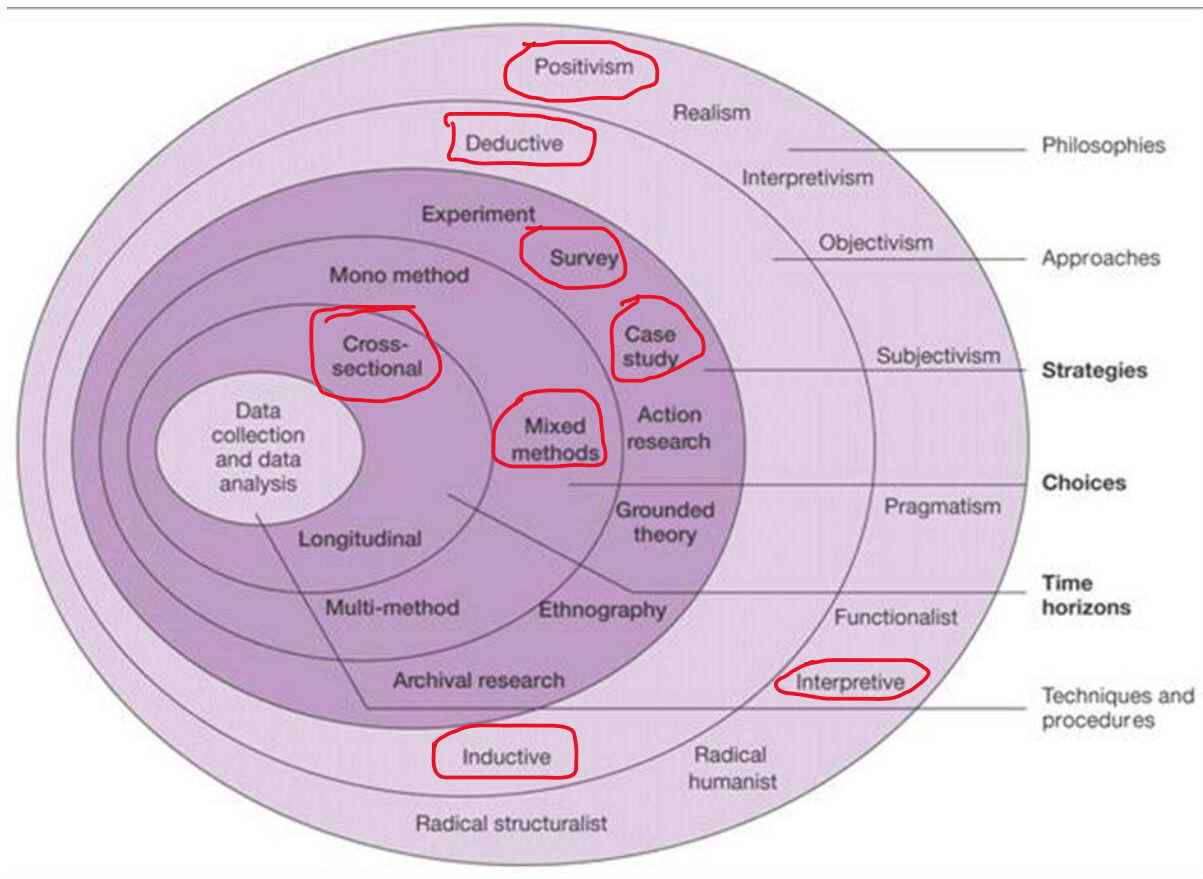 Positivism
Realism
Philosophies
Deductive
Interpretivism
Experiment
Objectivism
Survey
Approaches
Mono method
Case
study
Cross-
sectional
Subjectivism
Strategies
Data
collection
and data
analysis
Mixed
methods
Action
research
Choices
Pragmatism
Grounded
theory
Longitudinal
Time
horizons
Multi-method
Ethnography
Functionalist
Archival research
Interpretive
Techniques and
procedures
Inductive
Radical
humanist
Radical structuralist